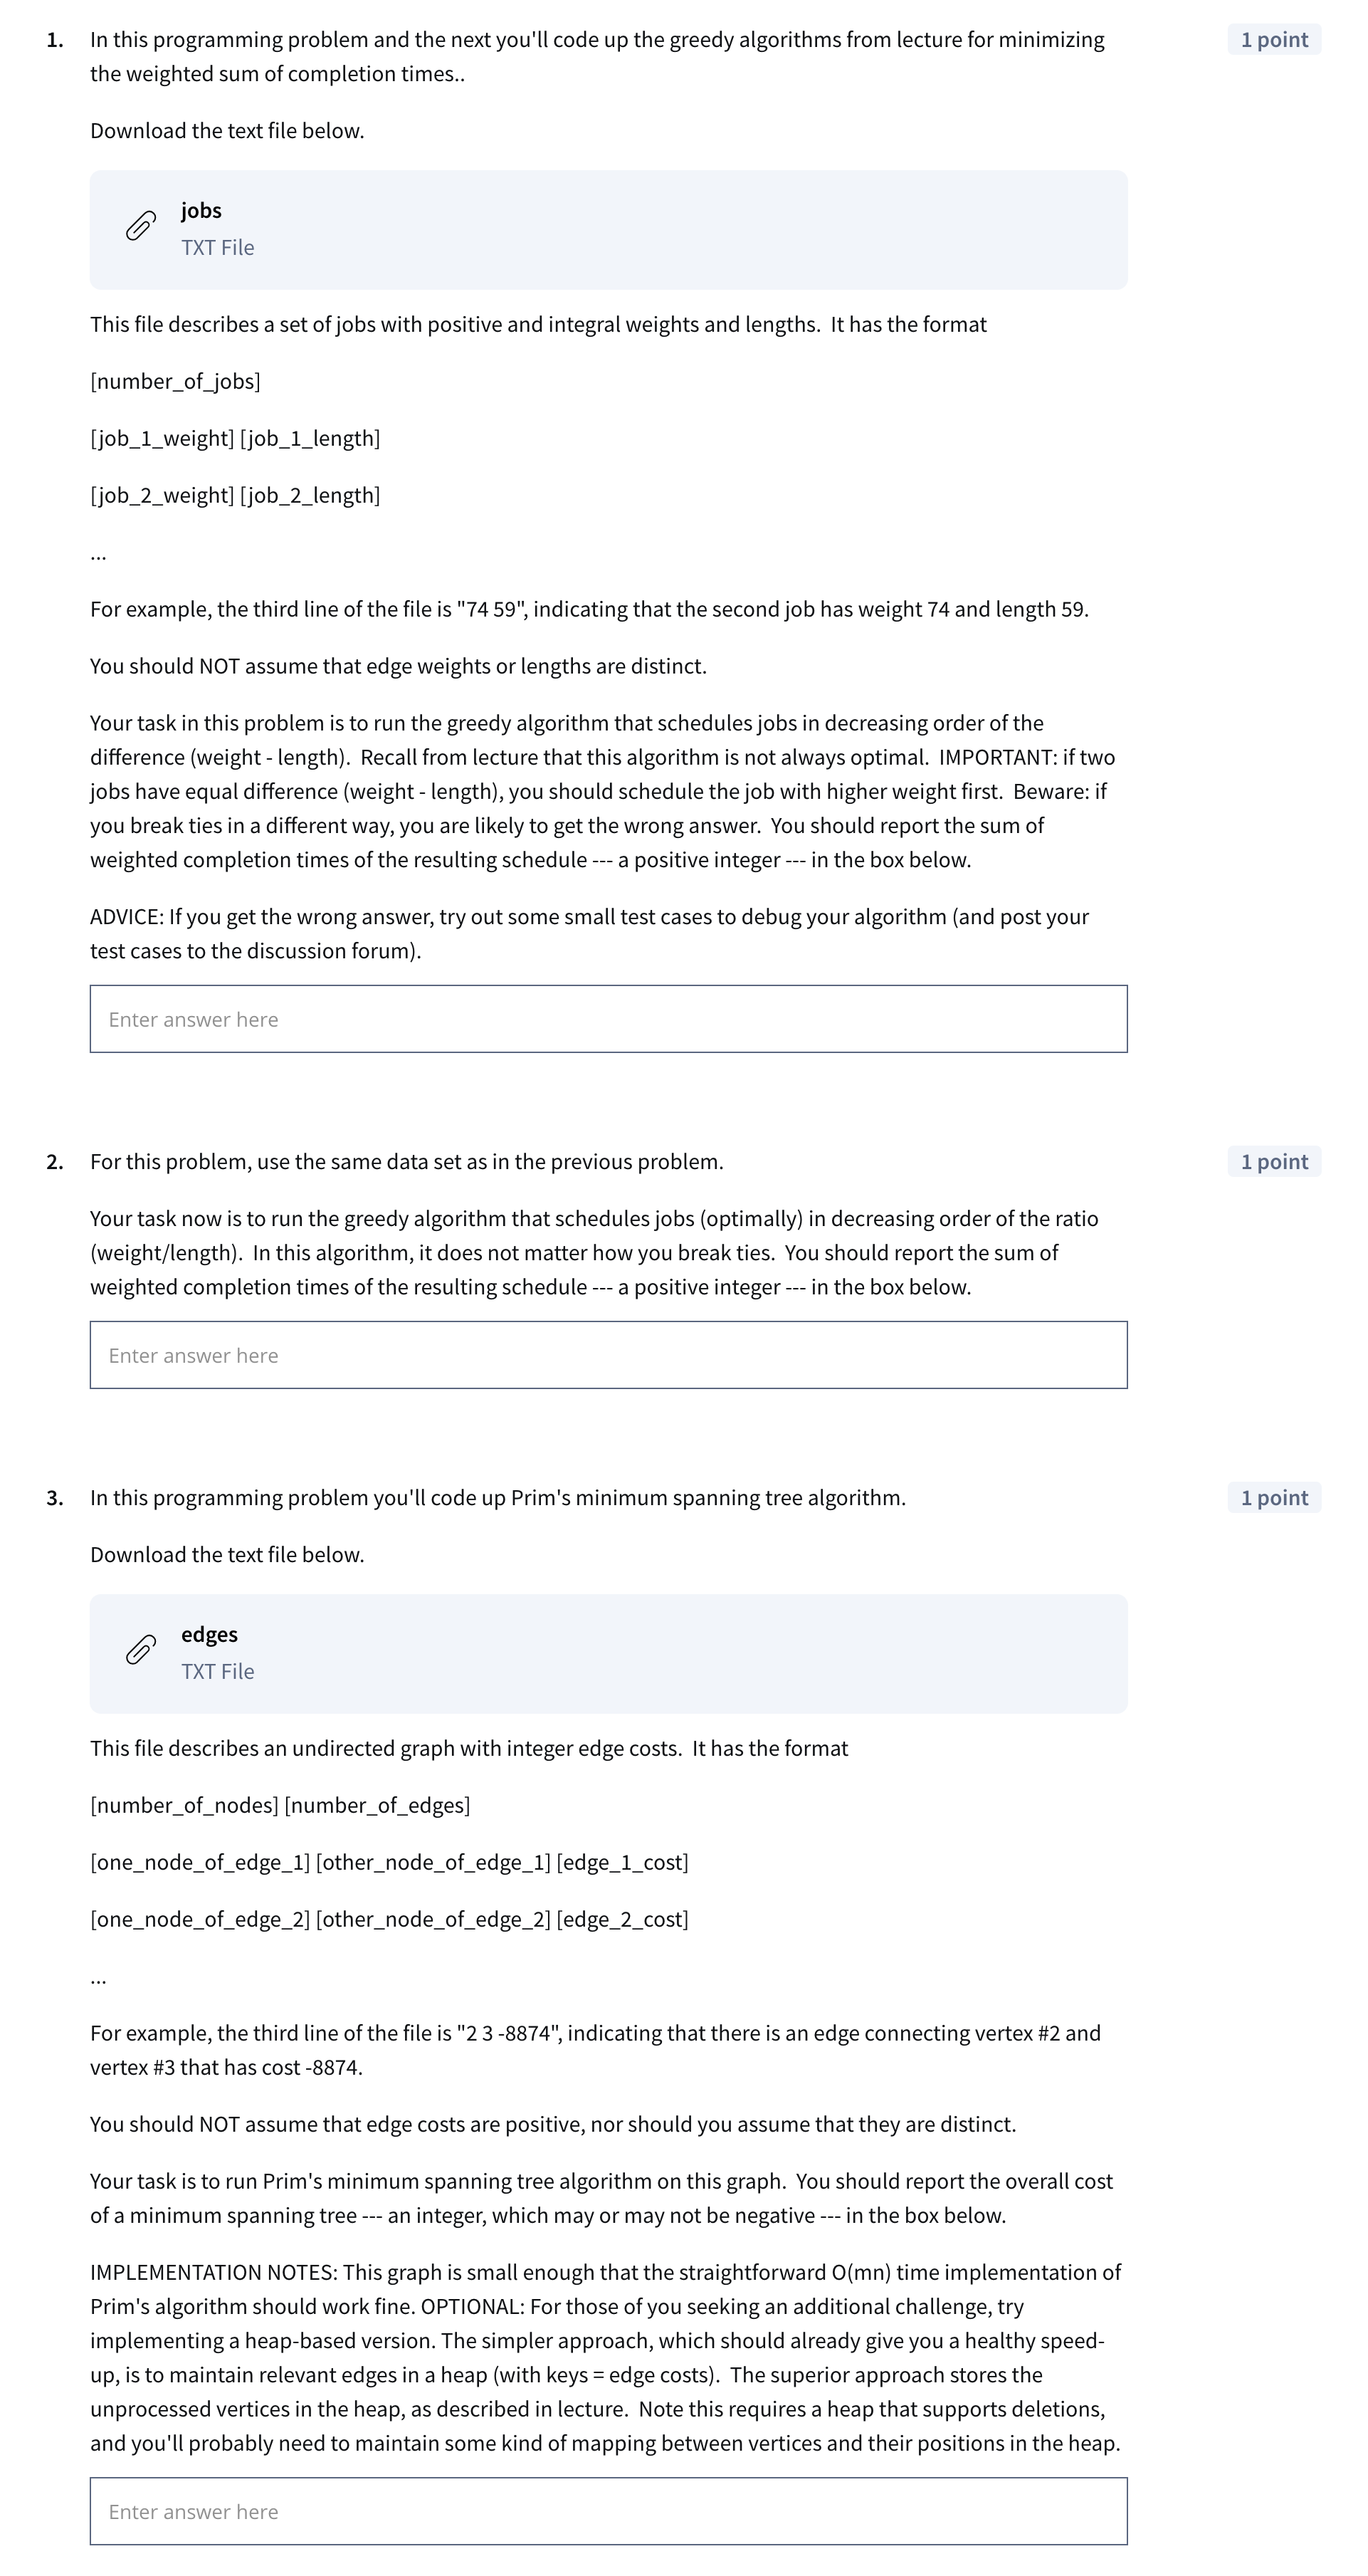 1. In this programming problem and the next you'll code up the greedy algorithms from lecture for minimizing
1 point
the weighted sum of completion times..
Download the text file below.
jobs
TXT File
This file describes a set of jobs with positive and integral weights and lengths.  It has the format
[number_of_jobs]
[job_1_weight] [job_1_length]
[job_2_weight] [job_2_length]
...
For example, the third line of the file is "74 59", indicating that the second job has weight 74 and length 59.
You should NOT assume that edge weights or lengths are distinct.
Your task in this problem is to run the greedy algorithm that schedules jobs in decreasing order of the
difference (weight - length).  Recall from lecture that this algorithm is not always optimal.  IMPORTANT: if two
jobs have equal difference (weight - length), you should schedule the job with higher weight first.  Beware: if
you break ties in a different way, you are likely to get the wrong answer.  You should report the sum of
weighted completion times of the resulting schedule --- a positive integer --- in the box below.
ADVICE: If you get the wrong answer, try out some small test cases to debug your algorithm (and post your
test cases to the discussion forum).
Enter answer here
2. For this problem, use the same data set as in the previous problem.
1 point
Your task now is to run the greedy algorithm that schedules jobs (optimally) in decreasing order of the ratio
(weight/length).  In this algorithm, it does not matter how you break ties.  You should report the sum of
weighted completion times of the resulting schedule --- a positive integer --- in the box below.
Enter answer here
3. In this programming problem you'll code up Prim's minimum spanning tree algorithm.
1 point
Download the text file below.
edges
TXT File
This file describes an undirected graph with integer edge costs.  It has the format
[number_of_nodes] [number_of_edges]
[one_node_of_edge_1] [other_node_of_edge_1] [edge_1_cost]
[one_node_of_edge_2] [other_node_of_edge_2] [edge_2_cost]
...
For example, the third line of the file is "2 3 -8874", indicating that there is an edge connecting vertex #2 and
vertex #3 that has cost -8874.
You should NOT assume that edge costs are positive, nor should you assume that they are distinct.
Your task is to run Prim's minimum spanning tree algorithm on this graph.  You should report the overall cost
of a minimum spanning tree --- an integer, which may or may not be negative --- in the box below.
IMPLEMENTATION NOTES: This graph is small enough that the straightforward O(mn) time implementation of
Prim's algorithm should work fine. OPTIONAL: For those of you seeking an additional challenge, try
implementing a heap-based version. The simpler approach, which should already give you a healthy speed-
up, is to maintain relevant edges in a heap (with keys = edge costs).  The superior approach stores the
unprocessed vertices in the heap, as described in lecture.  Note this requires a heap that supports deletions,
and you'll probably need to maintain some kind of mapping between vertices and their positions in the heap.
Enter answer here